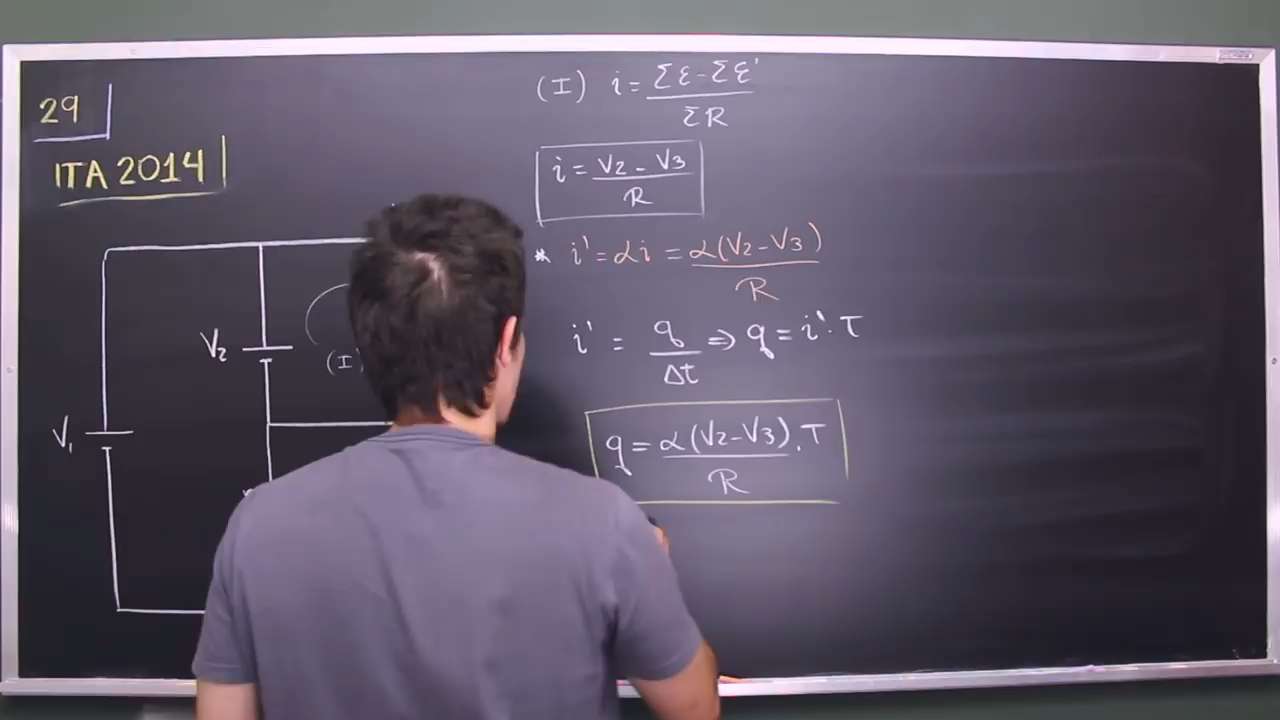 29
ITA 2014
(I) i = Σε - Σε' / ΣR
i = V2 - V3 / R
* i' = αi = α(V2 - V3) / R
i' = q / Δt ⇒ q = i'. T
q = α(V2 - V3) / R . T
V2
(I)
V1